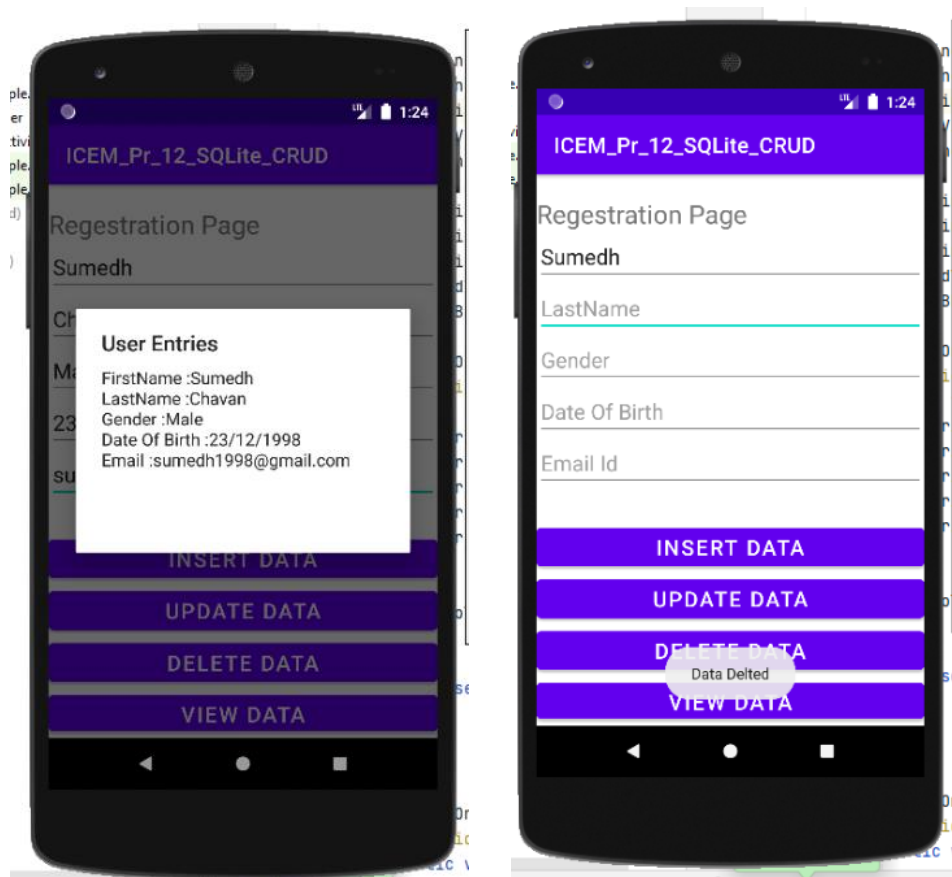 1:24
ICEM_Pr_12_SQLite_CRUD
Regestration Page
Sumedh
User Entries
FirstName :Sumedh
LastName :Chavan
Gender :Male
Date Of Birth :23/12/1998
Email :sumedh1998@gmail.com
INSERT DATA
UPDATE DATA
DELETE DATA
VIEW DATA
LTE 1:24
ICEM_Pr_12_SQLite_CRUD
Regestration Page
Sumedh
LastName
Gender
Date Of Birth
Email Id
INSERT DATA
UPDATE DATA
DELETE DATA
Data Delted
VIEW DATA